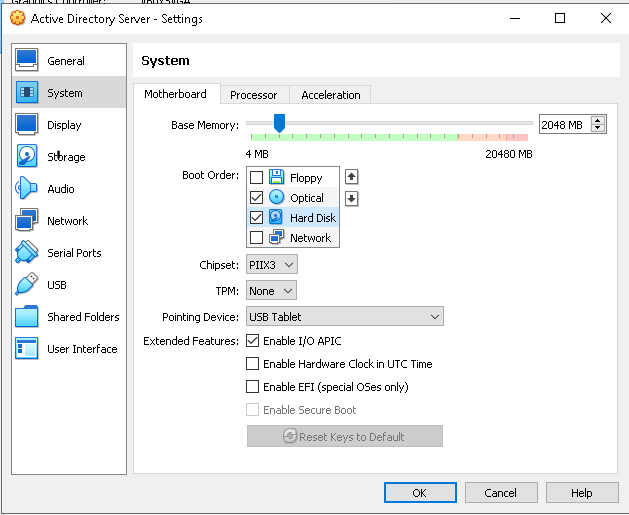 Active Directory Server - Settings
General
System
Display
Storage
Audio
Network
Serial Ports
USB
Shared Folders
User Interface
System
Motherboard Processor Acceleration
Base Memory: 2048 MB
4 MB 20480 MB
Boot Order: Floppy
Optical
Hard Disk
Network
Chipset: PIIX3
TPM: None
Pointing Device: USB Tablet
Extended Features: Enable I/O APIC
Enable Hardware Clock in UTC Time
Enable EFI (special OSes only)
Enable Secure Boot
Reset Keys to Default
OK Cancel Help